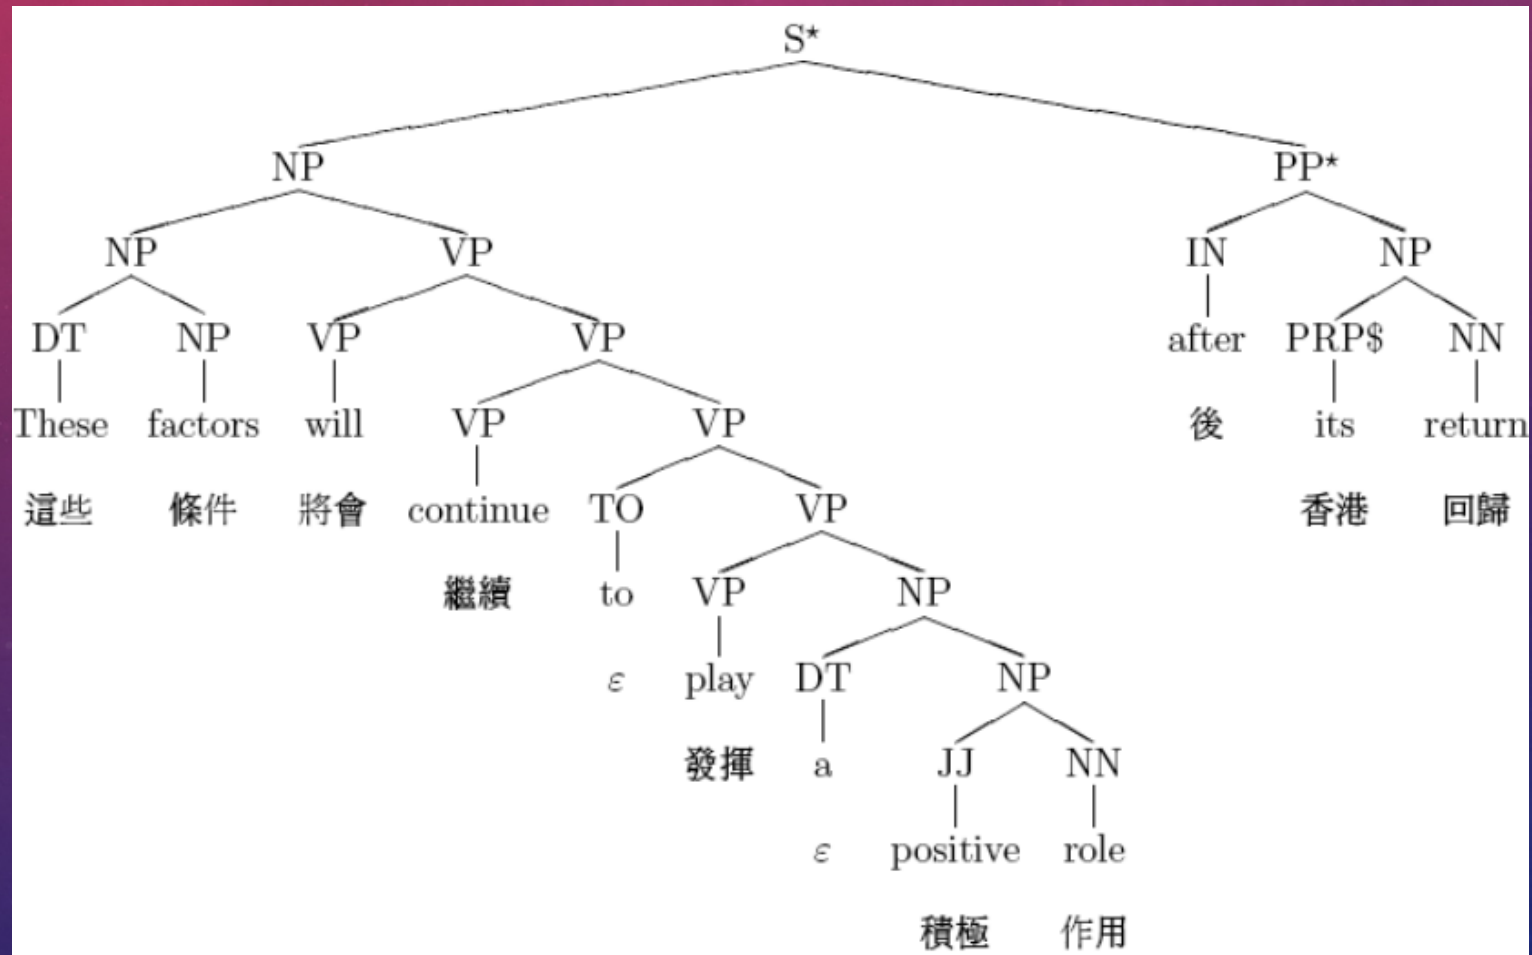 S⋆
NP PP⋆
NP VP IN NP
DT NP VP VP after PRP$ NN
These factors will VP VP 後 its return
這些 條件 將會 continue TO VP 香港 回歸
繼續 to VP NP
ε play DT NP
發揮 a JJ NN
ε positive role
積極 作用